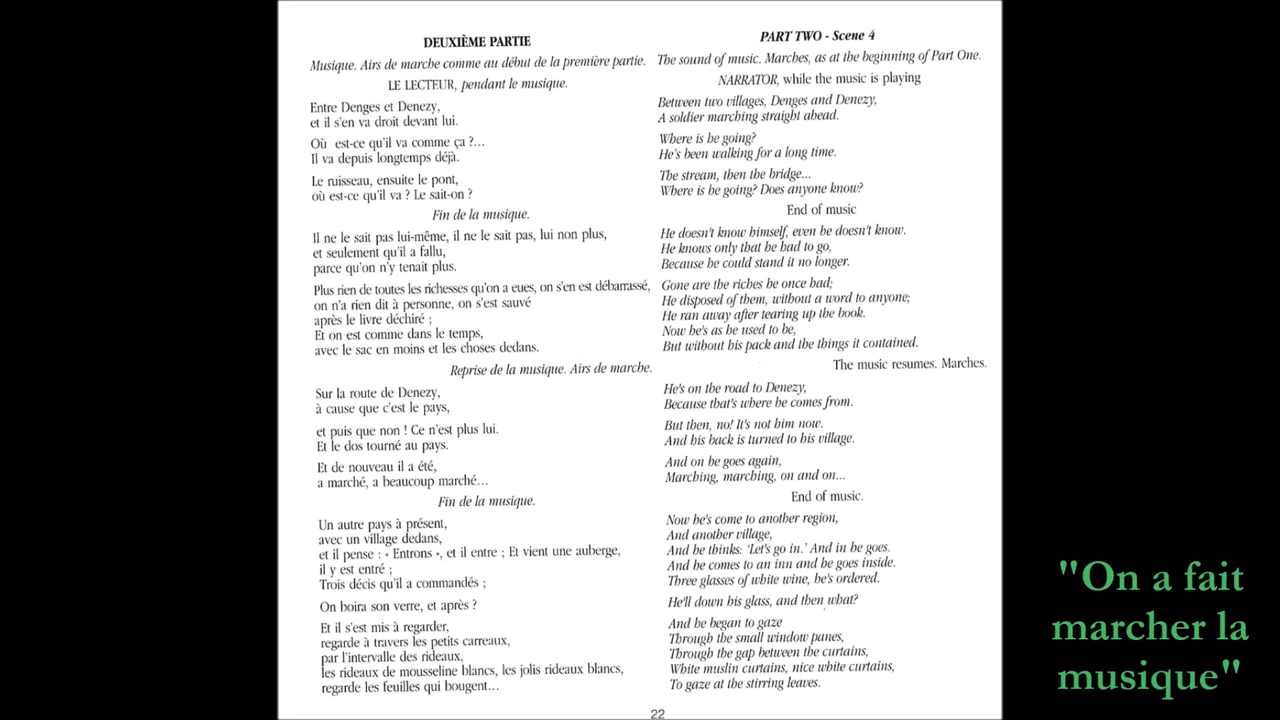 DEUXIÈME PARTIE
Musique. Airs de marche comme au début de la première partie.
LE LECTEUR, pendant le musique.
Entre Denges et Denezy,
et il s'en va droit devant lui.
Où est-ce qu'il va comme ça ?...
Il va depuis longtemps déjà.
Le ruisseau, ensuite le pont,
où est-ce qu'il va ? Le sait-on ?
Fin de la musique.
Il ne le sait pas lui-même, il ne le sait pas, lui non plus,
et seulement qu'il a fallu,
parce qu'on n'y tenait plus.
Plus rien de toutes les richesses qu'on a eues, on s'en est débarrassé,
on n'a rien dit à personne, on s'est sauvé
après le livre déchiré ;
Et on est comme dans le temps,
avec le sac en moins et les choses dedans.
Reprise de la musique. Airs de marche.
Sur la route de Denezy,
à cause que c'est le pays,
et puis que non ! Ce n'est plus lui.
Et le dos tourné au pays.
Et de nouveau il a été,
a marché, a beaucoup marché...
Fin de la musique.
Un autre pays à présent,
avec un village dedans,
et il pense : « Entrons », et il entre ; Et vient une auberge,
il y est entré ;
Trois décis qu'il a commandés ;
On boira son verre, et après ?
Et il s'est mis à regarder,
regarde à travers les petits carreaux,
par l'intervalle des rideaux,
les rideaux de mousseline blancs, les jolis rideaux blancs,
regarde les feuilles qui bougent...
PART TWO - Scene 4
The sound of music. Marches, as at the beginning of Part One.
NARRATOR, while the music is playing
Between two villages, Denges and Denezy,
A soldier marching straight ahead.
Where is he going?
He's been walking for a long time.
The stream, then the bridge...
Where is he going? Does anyone know?
End of music
He doesn't know himself, even he doesn't know.
He knows only that he had to go,
Because he could stand it no longer.
Gone are the riches he once had;
He disposed of them, without a word to anyone;
He ran away after tearing up the book.
Now he's as he used to be,
But without his pack and the things it contained.
The music resumes. Marches.
He's on the road to Denezy,
Because that's where he comes from.
But then, no! It's not him now.
And his back is turned to his village.
And on he goes again,
Marching, marching, on and on...
End of music.
Now he's come to another region,
And another village,
And he thinks: 'Let's go in.' And in he goes.
And he comes to an inn and he goes inside.
Three glasses of white wine, he's ordered.
He'll down his glass, and then what?
And he began to gaze
Through the small window panes,
Through the gap between the curtains,
White muslin curtains, nice white curtains,
To gaze at the stirring leaves.
22
"On a fait
marcher la
musique"